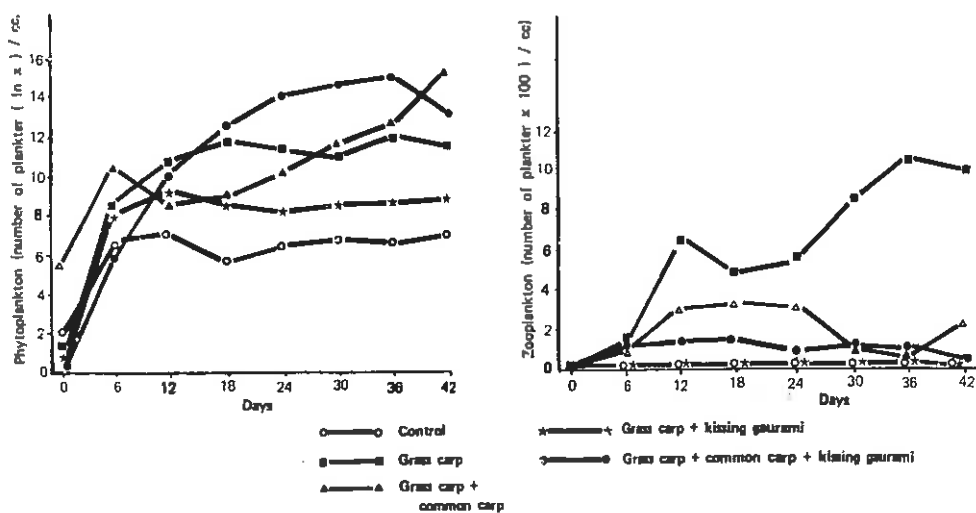 Phytoplankton (number of plankter ( ln x ) / cc.
16
14
12
10
8
6
4
2
0
0 6 12 18 24 30 36 42
Days
Zooplankton (number of plankter x 100 ) / cc)
12
10
8
6
4
2
0
0 6 12 18 24 30 36 42
Days
Control
Grass carp
Grass carp +
common carp
Grass carp + kissing gaurami
Grass carp + common carp + kissing gaurami